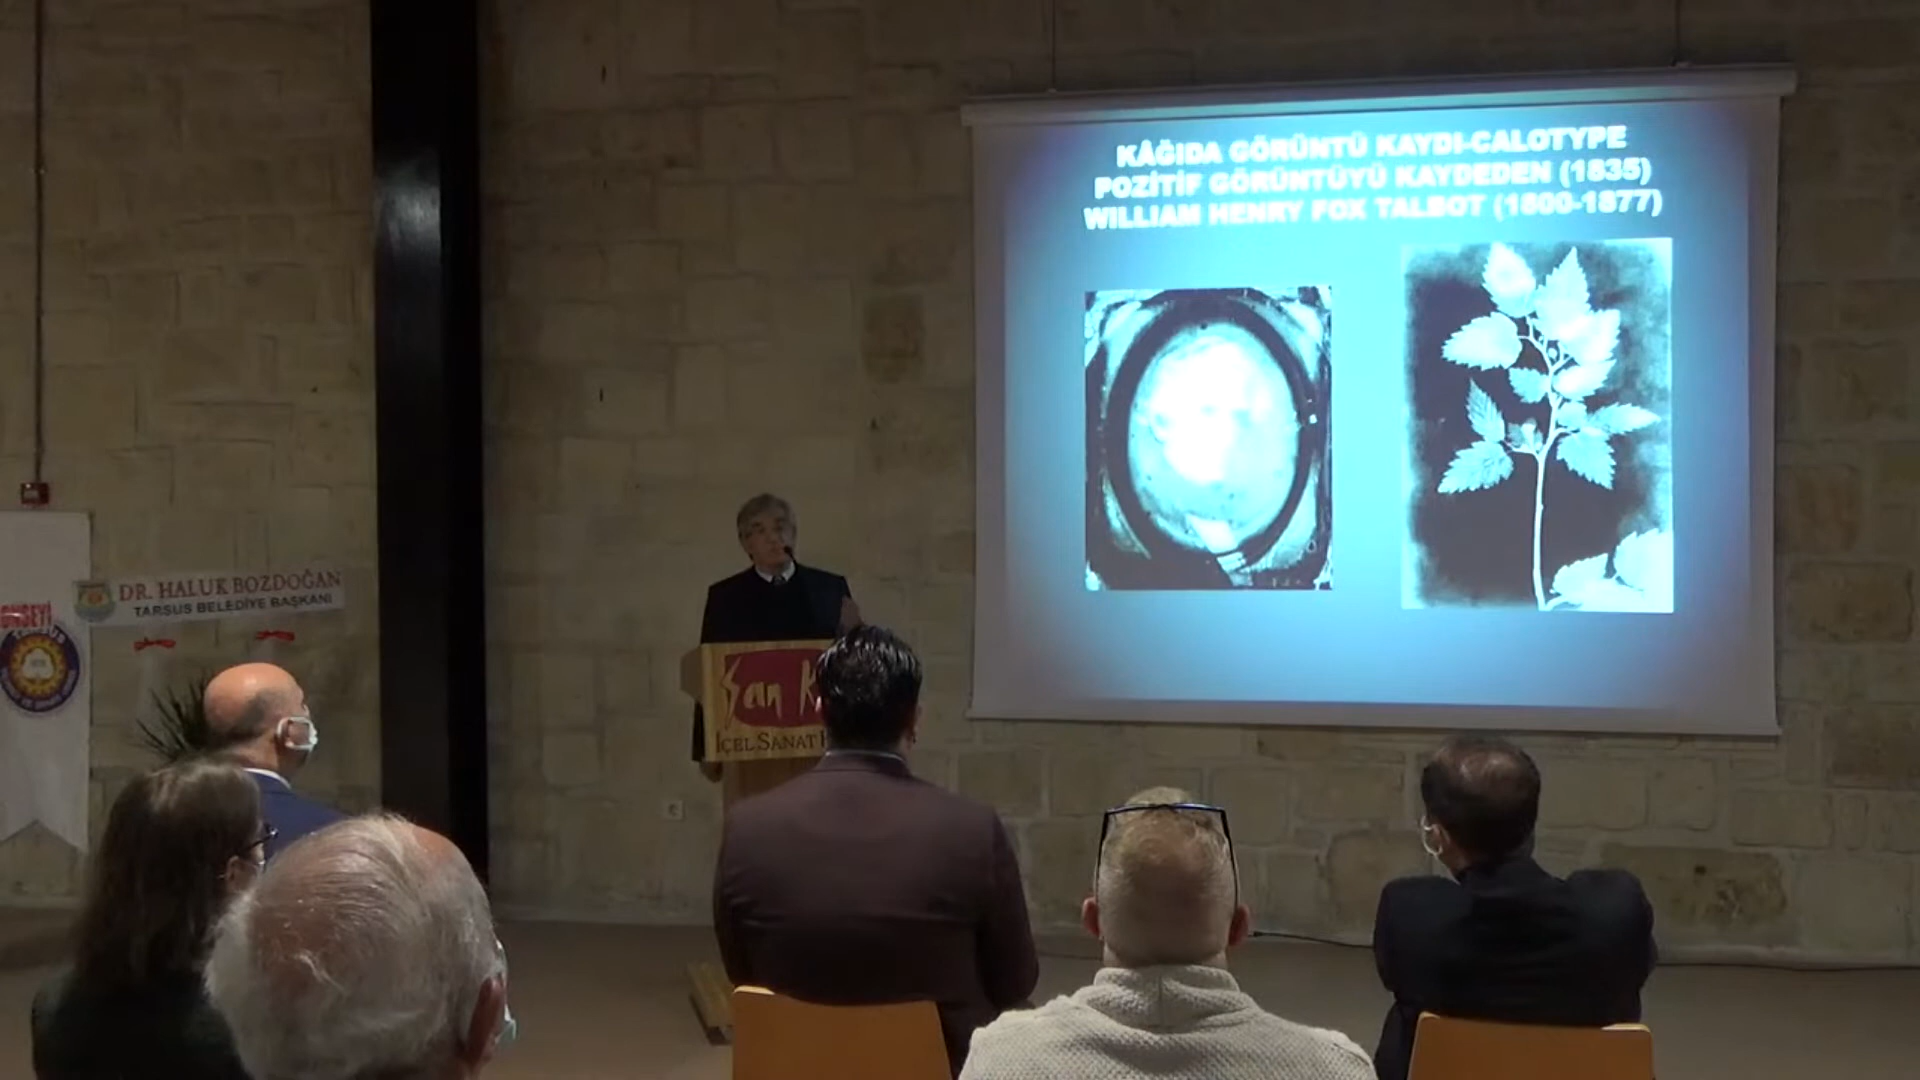 KÂĞIDA GÖRÜNTÜ KAYDI-CALOTYPE
POZİTİF GÖRÜNTÜYÜ KAYDEDEN (1835)
WILLIAM HENRY FOX TALBOT (1800-1877)
DR. HALUK BOZDOĞAN
TARSUS BELEDİYE BAŞKANI
San
İÇEL SANAT